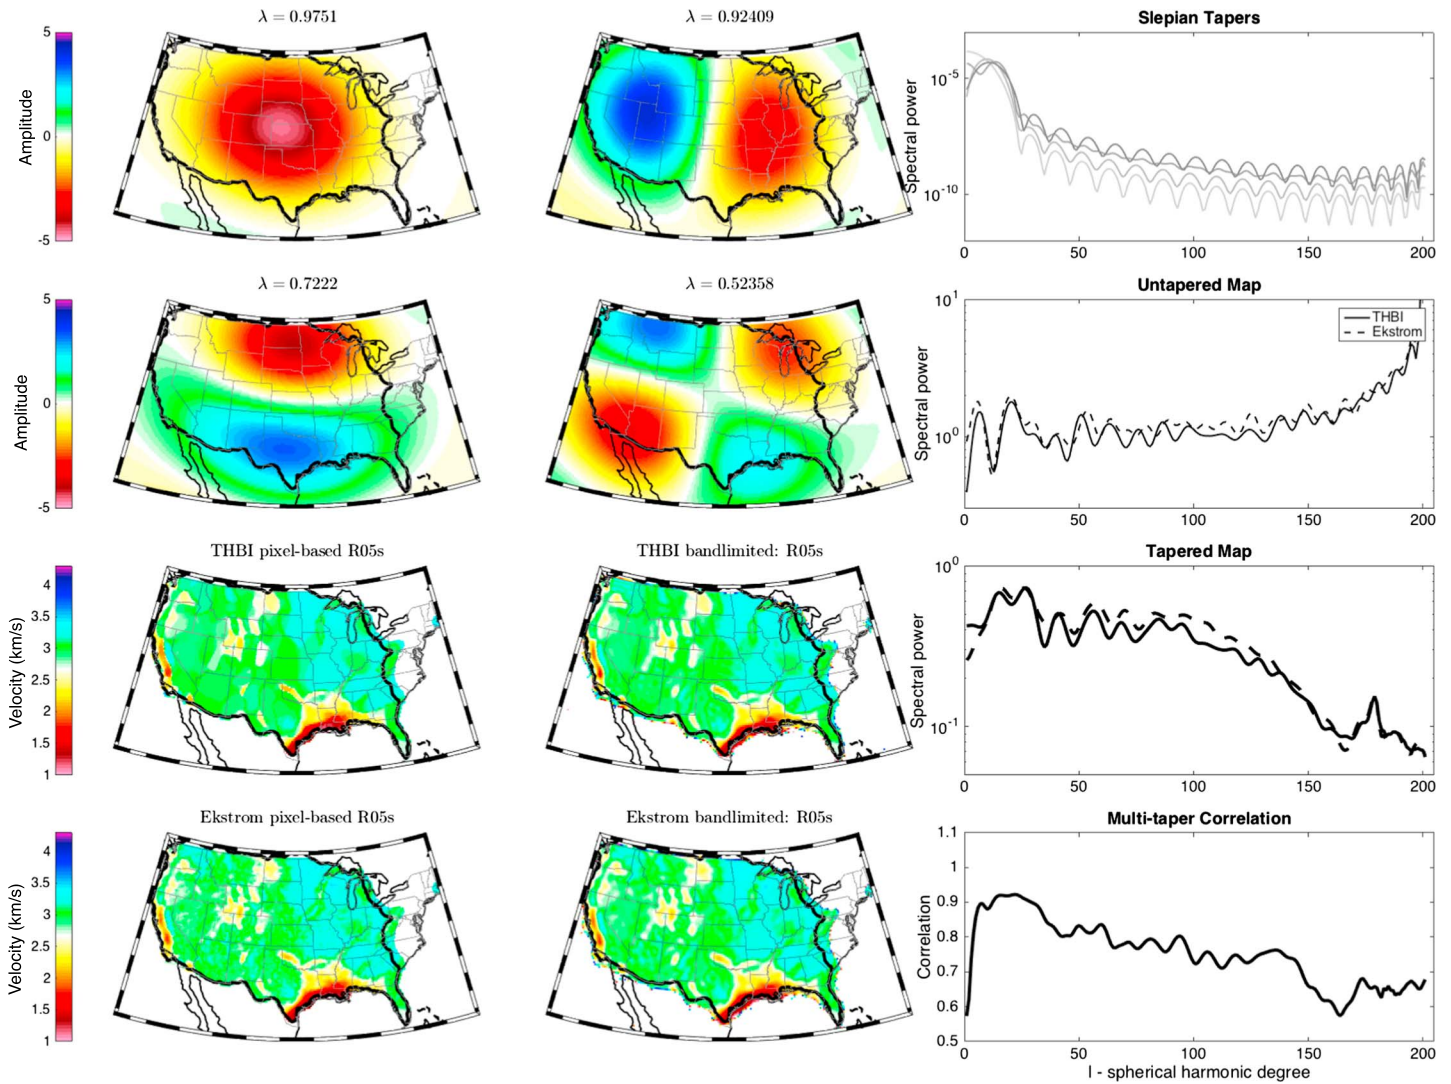 λ = 0.9751
λ = 0.92409
Slepian Tapers
5
0
-5
Amplitude
Spectral power
10^-5
10^-10
0 50 100 150 200
λ = 0.7222
λ = 0.52358
Untapered Map
5
0
-5
Amplitude
Spectral power
10^1
10^0
THBI
Ekstrom
0 50 100 150 200
THBI pixel-based R05s
THBI bandlimited: R05s
Tapered Map
4
3.5
3
2.5
2
1.5
1
Velocity (km/s)
Spectral power
10^0
10^-1
0 50 100 150 200
Ekstrom pixel-based R05s
Ekstrom bandlimited: R05s
Multi-taper Correlation
4
3.5
3
2.5
2
1.5
1
Velocity (km/s)
Correlation
1.1
1
0.9
0.8
0.7
0.6
0.5
0 50 100 150 200
l - spherical harmonic degree